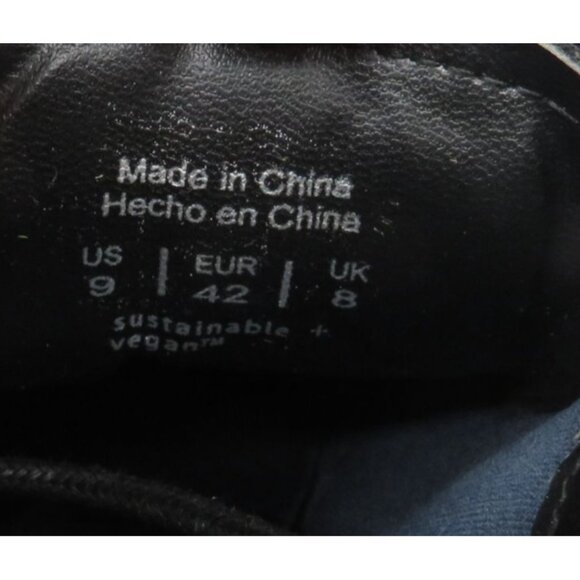 Made in China
Hecho en China
US | EUR | UK
9 | 42 | 8
sustainable +
vegan™